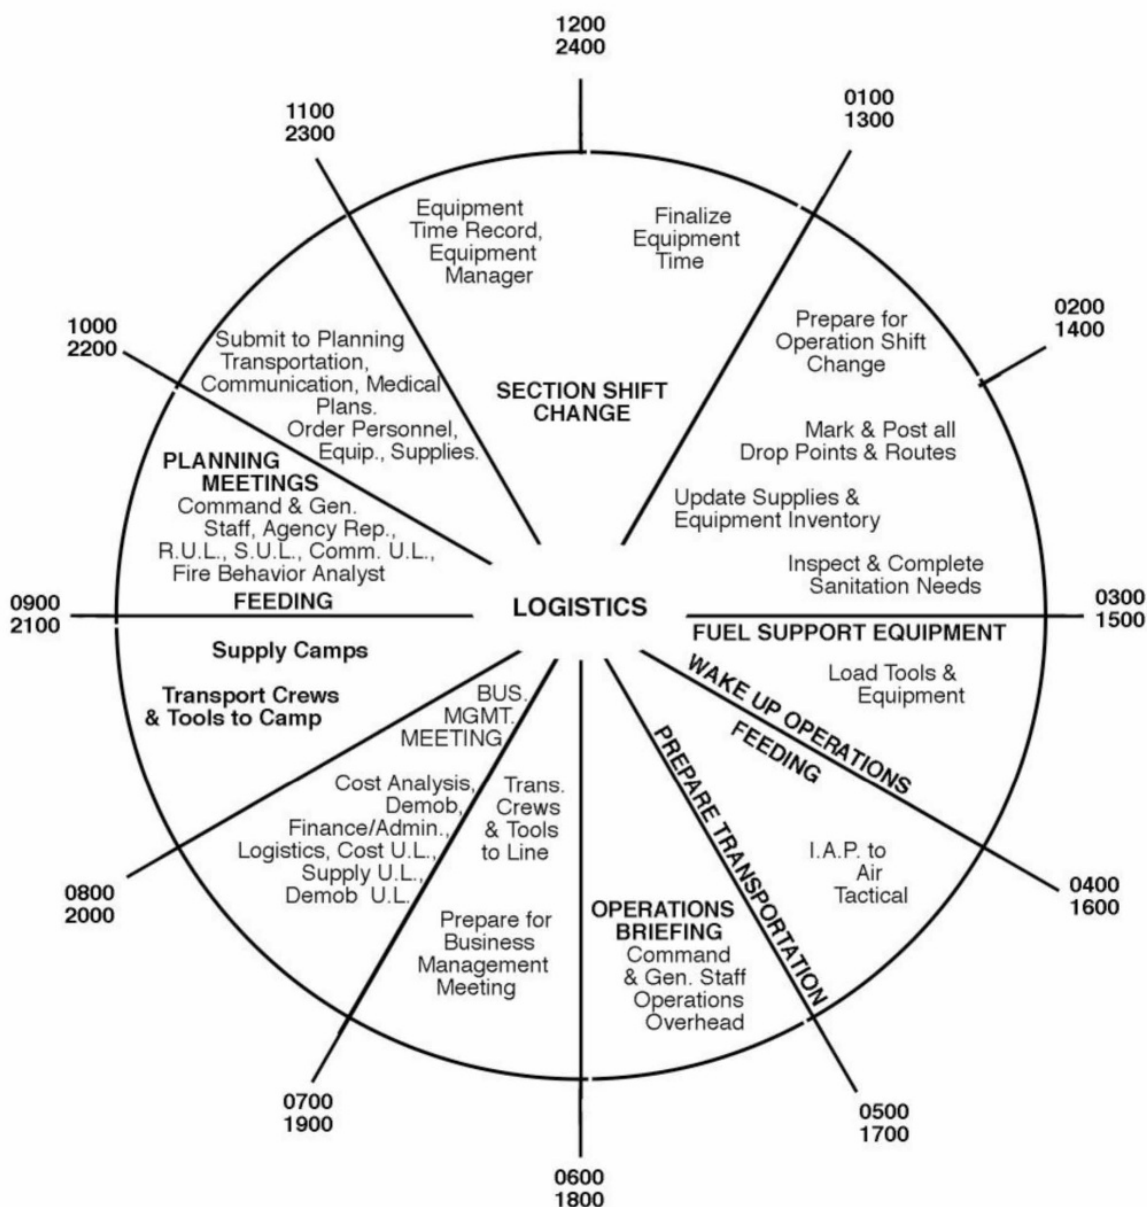 1200
2400
0100
1300
0200
1400
0300
1500
0400
1600
0500
1700
0600
1800
0700
1900
0800
2000
0900
2100
1000
2200
1100
2300
LOGISTICS
SECTION SHIFT
CHANGE
Finalize
Equipment
Time
Prepare for
Operation Shift
Change
Mark & Post all
Drop Points & Routes
Update Supplies &
Equipment Inventory
Inspect & Complete
Sanitation Needs
FUEL SUPPORT EQUIPMENT
Load Tools &
Equipment
WAKE UP OPERATIONS
FEEDING
I.A.P. to
Air
Tactical
PREPARE TRANSPORTATION
OPERATIONS
BRIEFING
Command
& Gen. Staff
Operations
Overhead
Trans.
Crews
& Tools
to Line
Prepare for
Business
Management
Meeting
BUS.
MGMT.
MEETING
Cost Analysis,
Demob,
Finance/Admin.,
Logistics, Cost U.L.,
Supply U.L.,
Demob U.L.
Supply Camps
Transport Crews
& Tools to Camp
PLANNING
MEETINGS
Command & Gen.
Staff, Agency Rep.,
R.U.L., S.U.L., Comm. U.L.,
Fire Behavior Analyst
FEEDING
Submit to Planning
Transportation,
Communication, Medical
Plans.
Order Personnel,
Equip., Supplies.
Equipment
Time Record,
Equipment
Manager